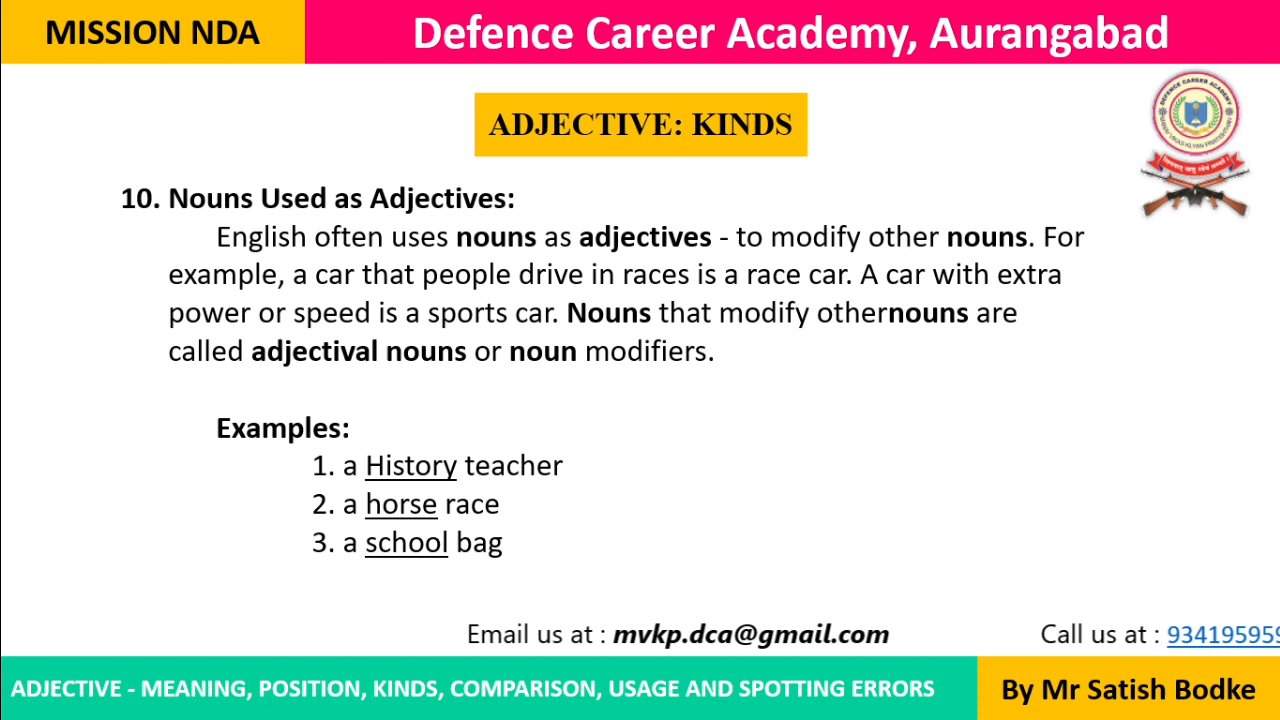 MISSION NDA
Defence Career Academy, Aurangabad
DEFENCE CAREER ACADEMY
ADJECTIVE: KINDS
10. Nouns Used as Adjectives:
English often uses nouns as adjectives - to modify other nouns. For
example, a car that people drive in races is a race car. A car with extra
power or speed is a sports car. Nouns that modify othernouns are
called adjectival nouns or noun modifiers.
Examples:
1. a History teacher
2. a horse race
3. a school bag
Email us at : mvkp.dca@gmail.com
Call us at : 934195959
ADJECTIVE - MEANING, POSITION, KINDS, COMPARISON, USAGE AND SPOTTING ERRORS
By Mr Satish Bodke